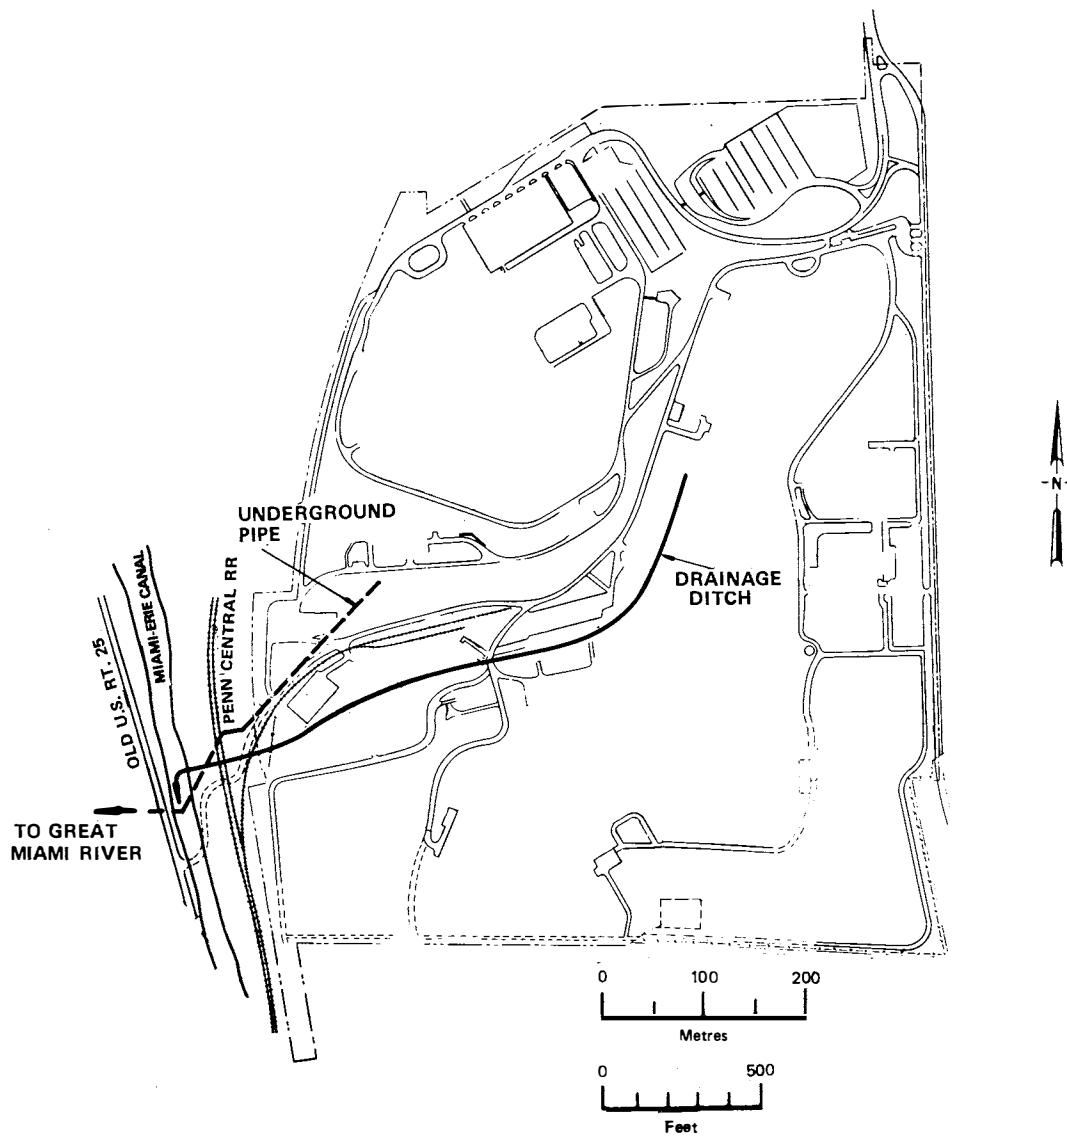 UNDERGROUND
PIPE
DRAINAGE
DITCH
-N-
OLD U.S. RT. 25
MIAMI-ERIE CANAL
PENN CENTRAL RR
TO GREAT
MIAMI RIVER
0 100 200
Metres
0 500
Feet